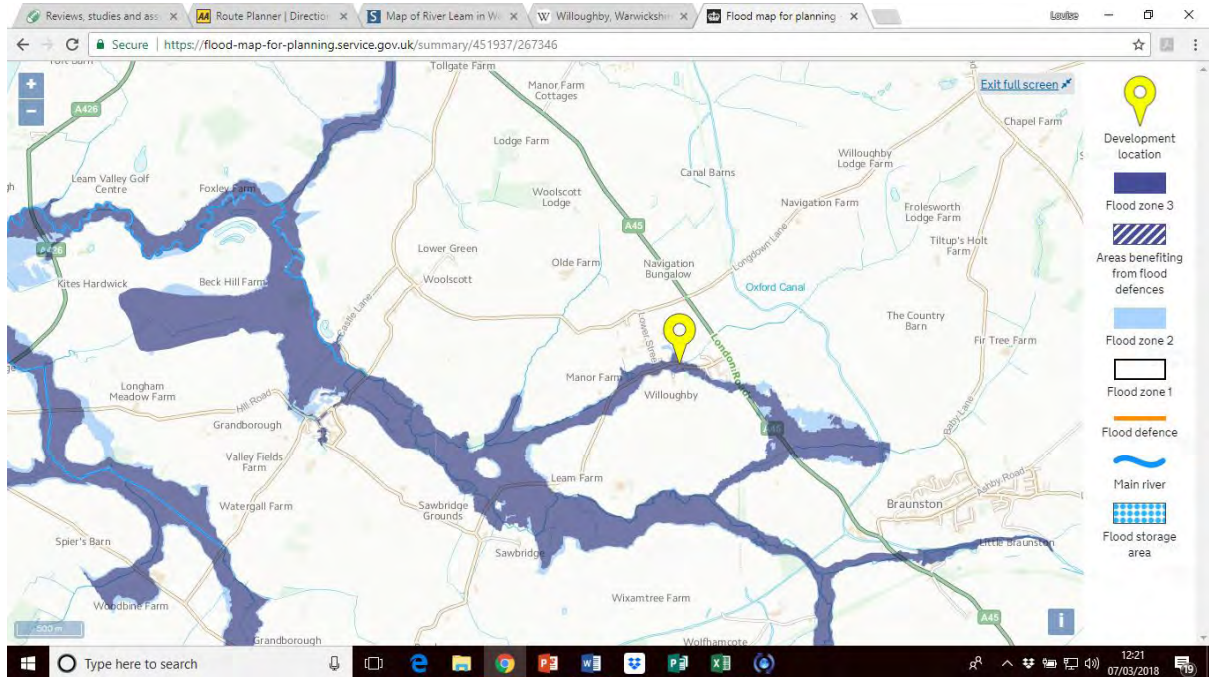 Reviews, studies and ass
AA Route Planner | Direction
S Map of River Leam in W
W Willoughby, Warwickshir
Flood map for planning -
Louise
Secure | https://flood-map-for-planning.service.gov.uk/summary/451937/267346
Tollgate Farm
Manor Farm
Cottages
Exit full screen
+
−
A426
Chapel Farm
Lodge Farm
Development
location
Willoughby
Lodge Farm
Leam Valley Golf
Centre
Foxley Farm
Canal Barns
Woolscott
Lodge
Navigation Farm
Frolesworth
Lodge Farm
Flood zone 3
A45
Longdown Lane
Tiltup's Holt
Farm
A426
Lower Green
Olde Farm
Navigation
Bungalow
Areas benefiting
from flood
defences
Kites Hardwick
Beck Hill Farm
Woolscott
Oxford Canal
Castle Lane
Lower Street
London Road
The Country
Barn
Fir Tree Farm
Flood zone 2
Manor Farm
Willoughby
Longham
Meadow Farm
Flood zone 1
Hill Road
Grandborough
A45
Baby Lane
Flood defence
Valley Fields
Farm
Leam Farm
Ashby Road
Main river
Watergall Farm
Sawbridge
Grounds
Braunston
Spier's Barn
Sawbridge
Little Braunston
Flood storage
area
Woodbine Farm
Wixamtree Farm
A45
i
500 m
Grandborough
Wolfhamcote
Type here to search
12:21
07/03/2018
19